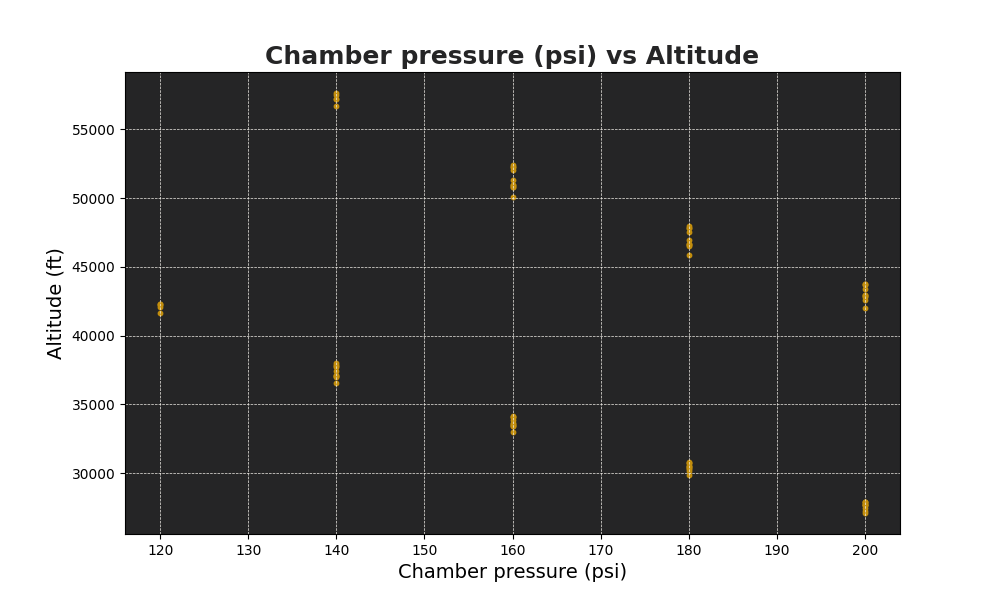 Chamber pressure (psi) vs Altitude
Altitude (ft)
55000
50000
45000
40000
35000
30000
120 130 140 150 160 170 180 190 200
Chamber pressure (psi)